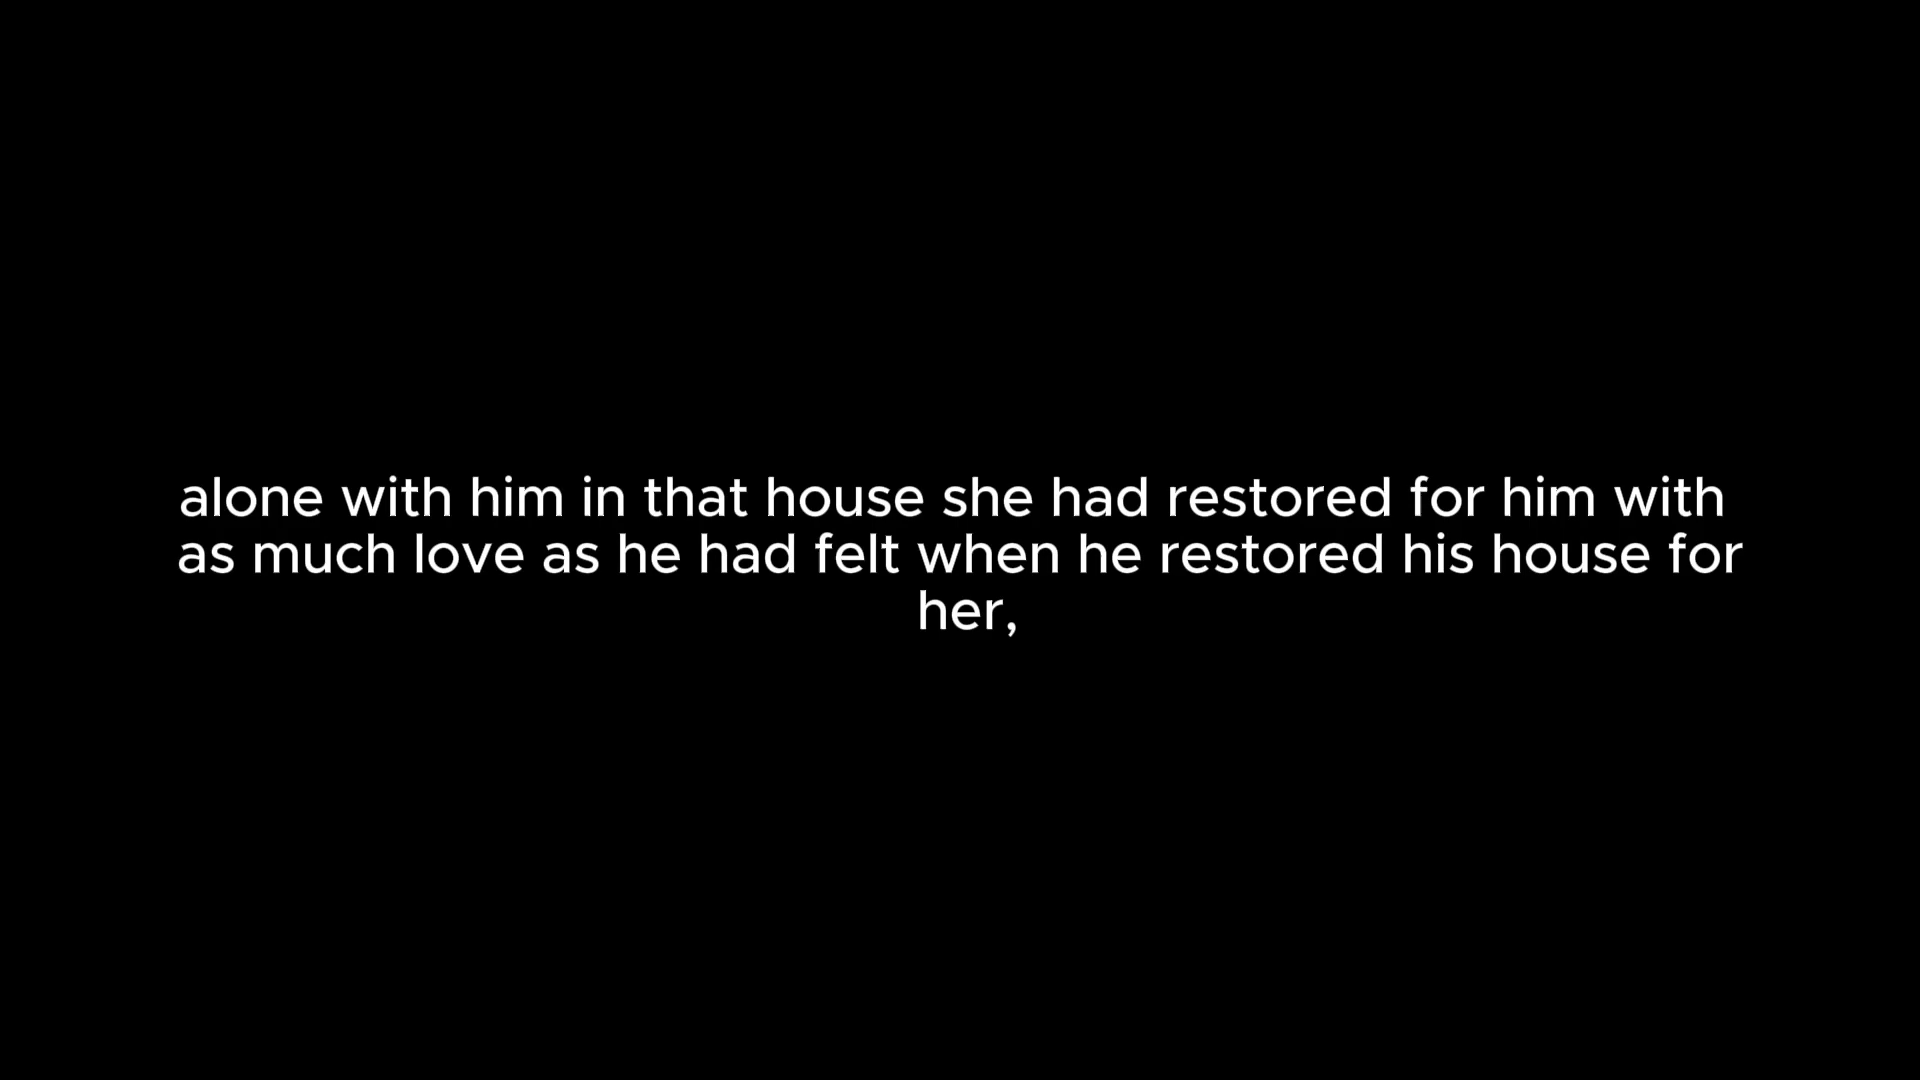 alone with him in that house she had restored for him with
as much love as he had felt when he restored his house for
her,